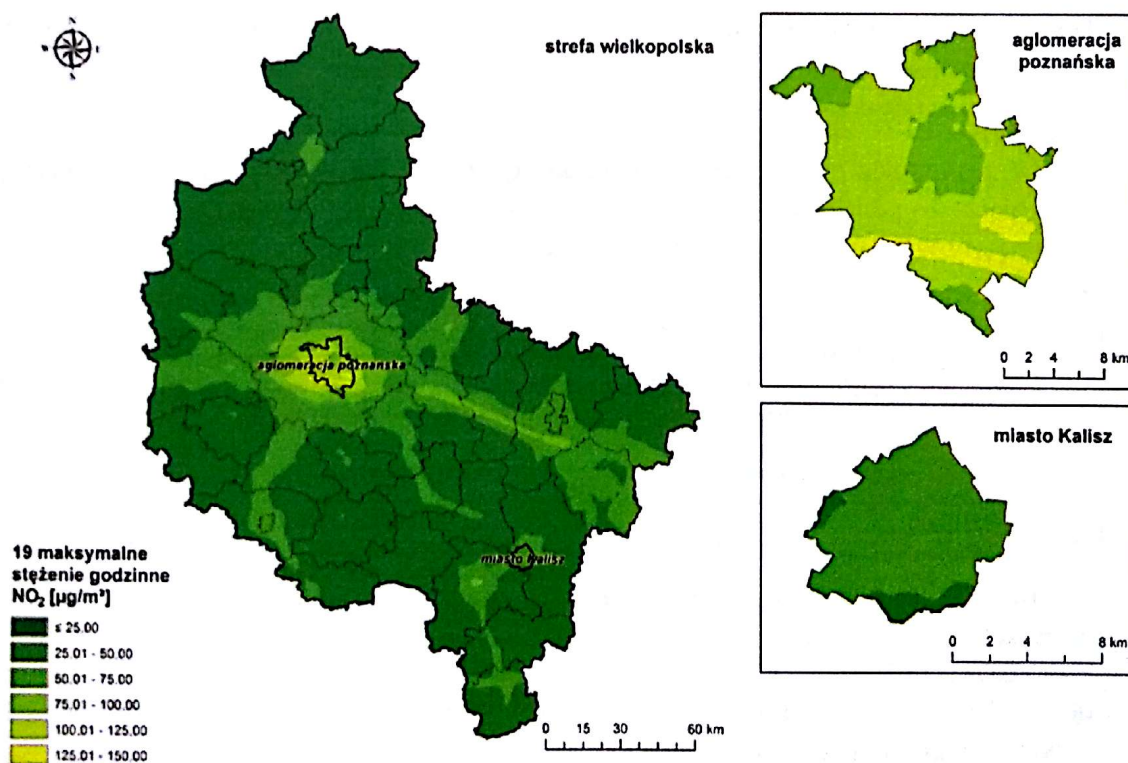 N
strefa wielkopolska
aglomeracja poznańska
miasto Kalisz
19 maksymalne
stężenie godzinne
NO₂ [µg/m³]
≤ 25.00
25.01 - 50.00
50.01 - 75.00
75.01 - 100.00
100.01 - 125.00
125.01 - 150.00
0 15 30 60 km
aglomeracja
poznańska
0 2 4 8 km
miasto Kalisz
0 2 4 8 km